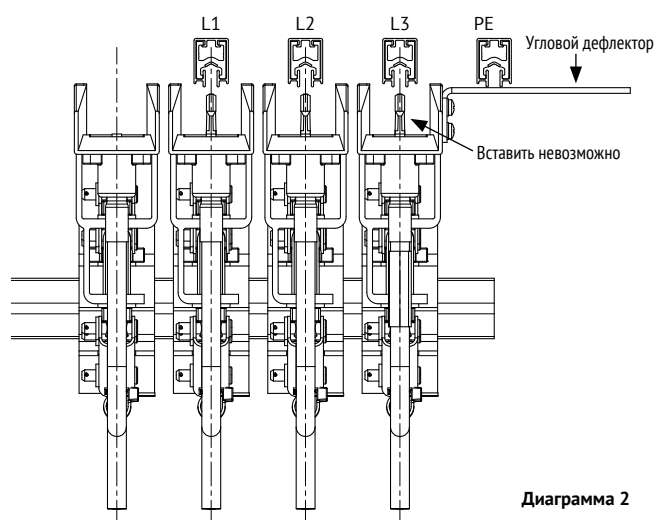 L1 L2 L3 PE
Угловой дефлектор
Вставить невозможно
Диаграмма 2